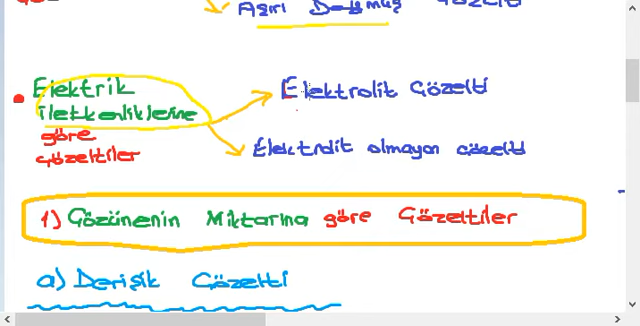 Aşırı Doymuş Çözelti
Elektrik
iletkenliklerine
göre
çözeltiler
Elektrolit Çözelti
Elektrolit olmayan çözelti
1) Çözünenin Miktarına göre Çözeltiler
a) Derişik Çözelti